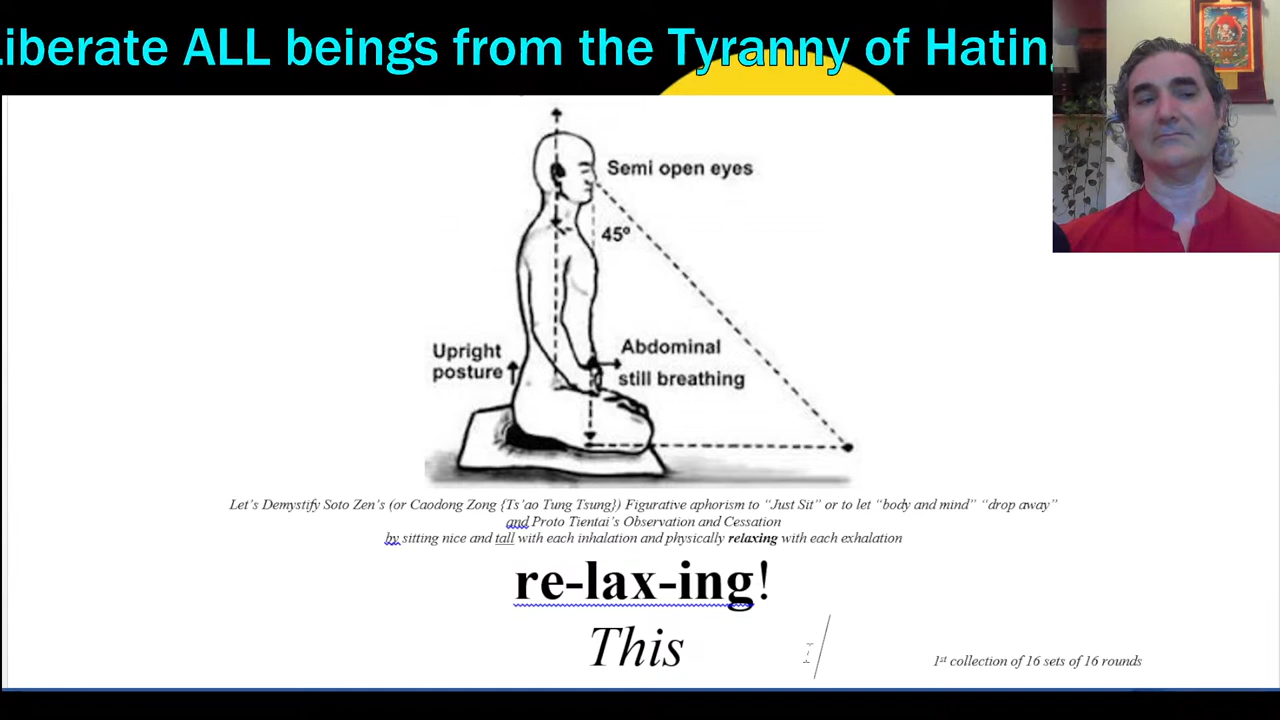 iberate ALL beings from the Tyranny of Hating
Semi open eyes
45º
Upright
posture
Abdominal
still breathing
Let's Demystify Soto Zen's (or Caodong Zong {Ts'ao Tung Tsung}) Figurative aphorism to "Just Sit" or to let "body and mind" "drop away"
and Proto Tientai's Observation and Cessation
by sitting nice and tall with each inhalation and physically relaxing with each exhalation
re-lax-ing!
This
1st collection of 16 sets of 16 rounds